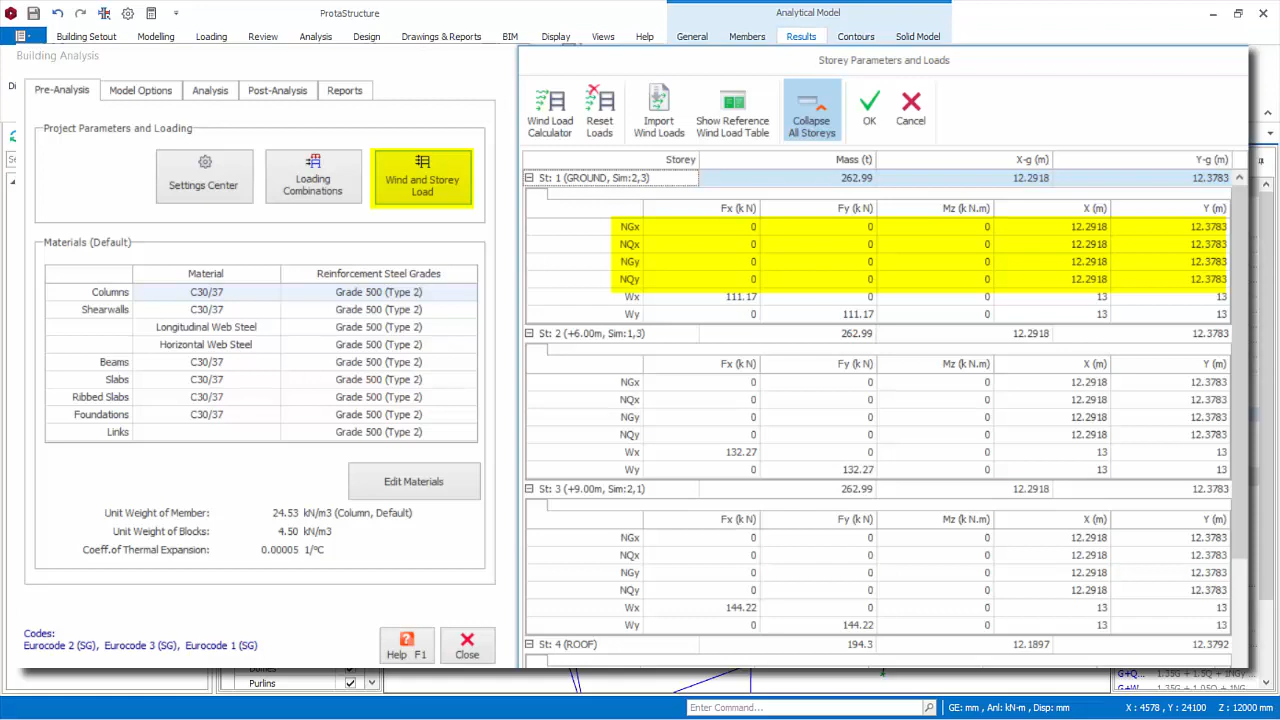 ProtaStructure
Analytical Model
Building Setout Modelling Loading Review Analysis Design Drawings & Reports BIM Display Views Help General Members Results Contours Solid Model
Building Analysis
Pre-Analysis Model Options Analysis Post-Analysis Reports
Project Parameters and Loading
Settings Center
Loading Combinations
Wind and Storey Load
Materials (Default)
Material Reinforcement Steel Grades
Columns C30/37 Grade 500 (Type 2)
Shearwalls C30/37 Grade 500 (Type 2)
Longitudinal Web Steel Grade 500 (Type 2)
Horizontal Web Steel Grade 500 (Type 2)
Beams C30/37 Grade 500 (Type 2)
Slabs C30/37 Grade 500 (Type 2)
Ribbed Slabs C30/37 Grade 500 (Type 2)
Foundations C30/37 Grade 500 (Type 2)
Links Grade 500 (Type 2)
Edit Materials
Unit Weight of Member: 24.53 kN/m3 (Column, Default)
Unit Weight of Blocks: 4.50 kN/m3
Coeff.of Thermal Expansion: 0.00005 1/ºC
Codes:
Eurocode 2 (SG), Eurocode 3 (SG), Eurocode 1 (SG)
Help F1
Close
Storey Parameters and Loads
Wind Load Calculator
Reset Loads
Import Wind Loads
Show Reference Wind Load Table
Collapse All Storeys
OK
Cancel
Storey Mass (t) X-g (m) Y-g (m)
St: 1 (GROUND, Sim:2,3) 262.99 12.2918 12.3783
Fx (kN) Fy (kN) Mz (kN.m) X (m) Y (m)
NGx 0 0 0 12.2918 12.3783
NQx 0 0 0 12.2918 12.3783
NGy 0 0 0 12.2918 12.3783
NQy 0 0 0 12.2918 12.3783
Wx 111.17 0 0 13 13
Wy 0 111.17 0 13 13
St: 2 (+6.00m, Sim:1,3) 262.99 12.2918 12.3783
Fx (kN) Fy (kN) Mz (kN.m) X (m) Y (m)
NGx 0 0 0 12.2918 12.3783
NQx 0 0 0 12.2918 12.3783
NGy 0 0 0 12.2918 12.3783
NQy 0 0 0 12.2918 12.3783
Wx 132.27 0 0 13 13
Wy 0 132.27 0 13 13
St: 3 (+9.00m, Sim:2,1) 262.99 12.2918 12.3783
Fx (kN) Fy (kN) Mz (kN.m) X (m) Y (m)
NGx 0 0 0 12.2918 12.3783
NQx 0 0 0 12.2918 12.3783
NGy 0 0 0 12.2918 12.3783
NQy 0 0 0 12.2918 12.3783
Wx 144.22 0 0 13 13
Wy 0 144.22 0 13 13
St: 4 (ROOF) 194.3 12.1897 12.3792
Purlins
Enter Command...
GE: mm, Anl: kN-m, Disp: mm
X : 4578 , Y : 24100 Z : 12000 mm